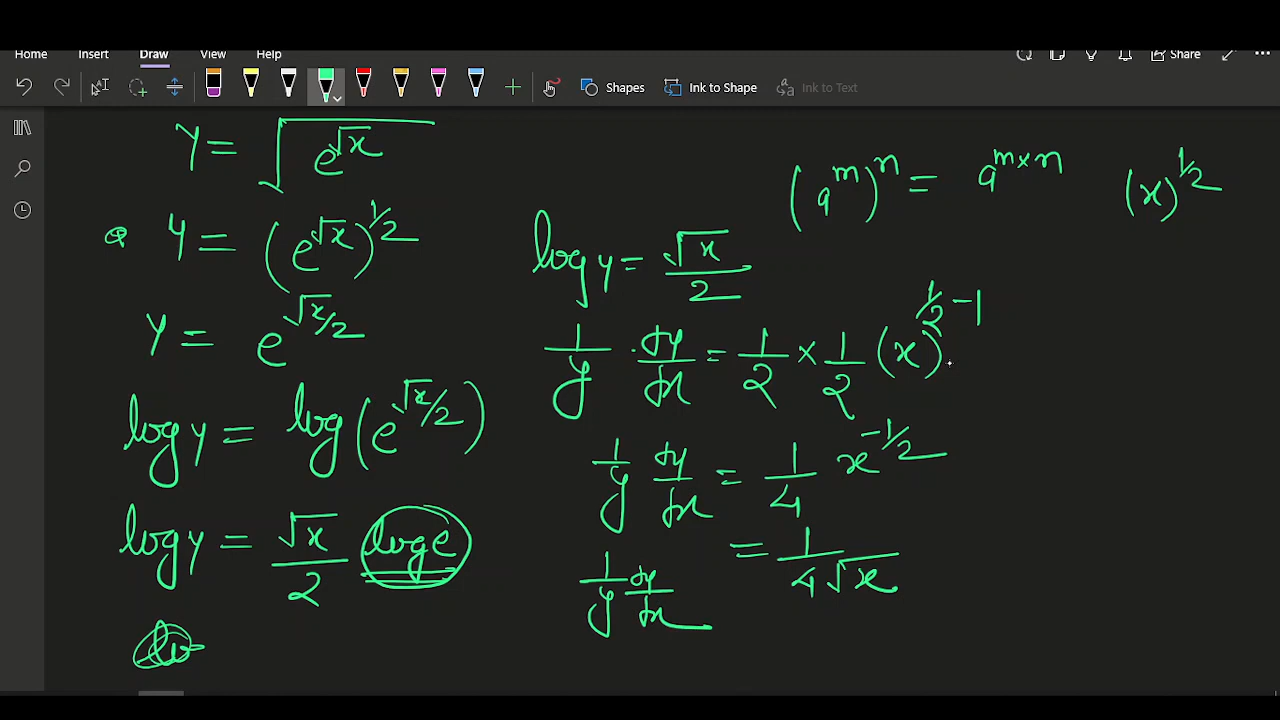 Home Insert Draw View Help Share
Shapes Ink to Shape Ink to Text
y = √(e^√x)
y = (e^√x)^1/2
y = e^√x/2
log y = log(e^√x/2)
log y = √x/2 log e
(a^m)^n = a^m×n (x)^1/2
log y = √x/2
1/y · dy/dx = 1/2 × 1/2 (x)^1/2 -1
1/y dy/dx = 1/4 x^-1/2
1/y dy/dx = 1/4√x